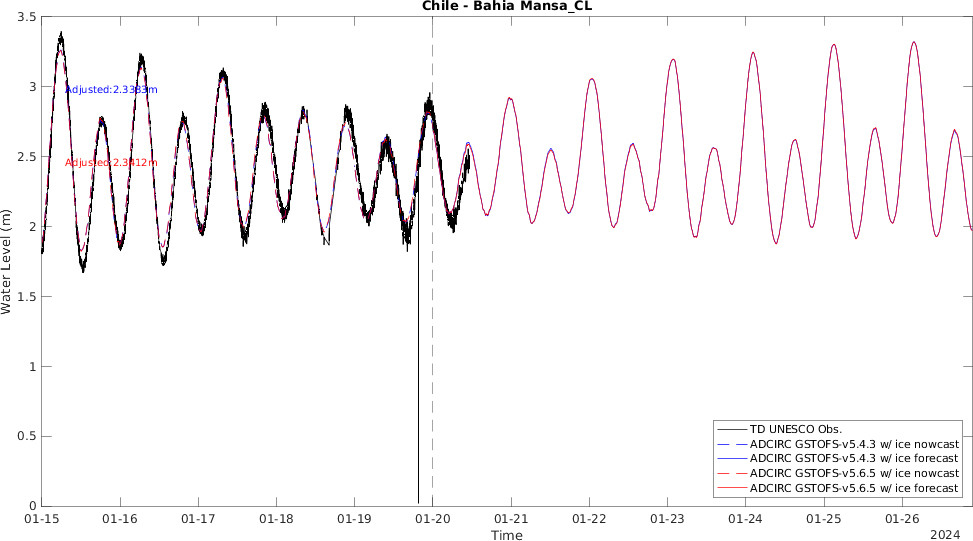 Chile - Bahia Mansa_CL
3.5
3
2.5
2
1.5
1
0.5
0
Water Level (m)
Adjusted:2.3383m
Adjusted:2.3412m
TD UNESCO Obs.
ADCIRC GSTOFS-v5.4.3 w/ ice nowcast
ADCIRC GSTOFS-v5.4.3 w/ ice forecast
ADCIRC GSTOFS-v5.6.5 w/ ice nowcast
ADCIRC GSTOFS-v5.6.5 w/ ice forecast
01-15 01-16 01-17 01-18 01-19 01-20 01-21 01-22 01-23 01-24 01-25 01-26
Time
2024